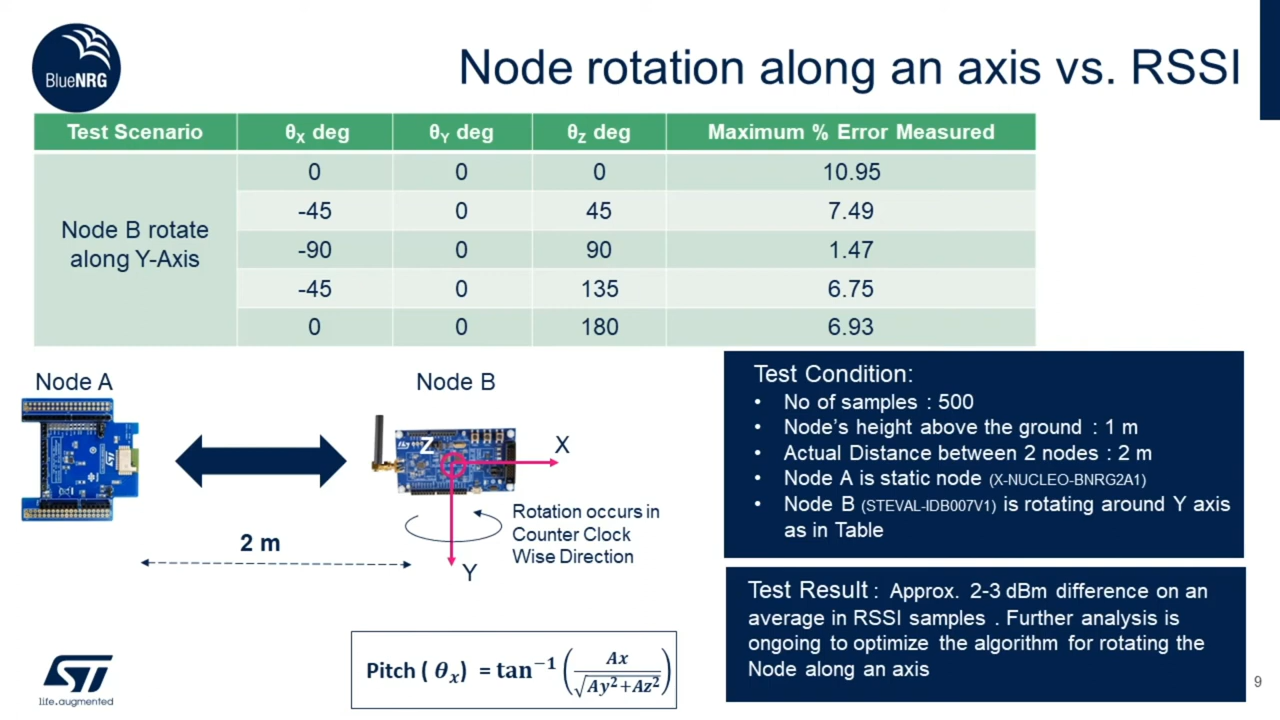 BlueNRG
Node rotation along an axis vs. RSSI
Test Scenario θX deg θY deg θZ deg Maximum % Error Measured
Node B rotate
along Y-Axis
0 0 0 10.95
-45 0 45 7.49
-90 0 90 1.47
-45 0 135 6.75
0 0 180 6.93
Node A
Node B
Z
X
Y
2 m
Rotation occurs in
Counter Clock
Wise Direction
Pitch ( θx) = tan⁻¹ (Ax / √(Ay²+Az²))
Test Condition:
• No of samples : 500
• Node's height above the ground : 1 m
• Actual Distance between 2 nodes : 2 m
• Node A is static node (X-NUCLEO-BNRG2A1)
• Node B (STEVAL-IDB007V1) is rotating around Y axis
as in Table
Test Result : Approx. 2-3 dBm difference on an
average in RSSI samples . Further analysis is
ongoing to optimize the algorithm for rotating the
Node along an axis
ST
life.augmented
9